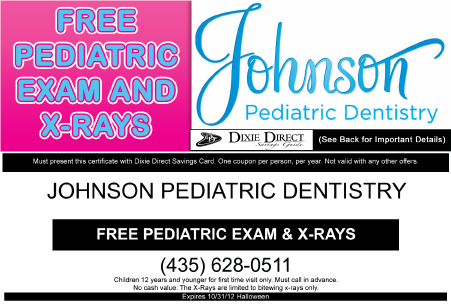 FREE
PEDIATRIC
EXAM AND
X-RAYS
Johnson
Pediatric Dentistry
DIXIE DIRECT
Savings Guide
(See Back for Important Details)
Must present this certificate with Dixie Direct Savings Card. One coupon per person, per year. Not valid with any other offers
JOHNSON PEDIATRIC DENTISTRY
FREE PEDIATRIC EXAM & X-RAYS
(435) 628-0511
Children 12 years and younger for first time visit only. Must call in advance.
No cash value. The X-Rays are limited to bitewing x-rays only.
Expires 10/31/12 Halloween